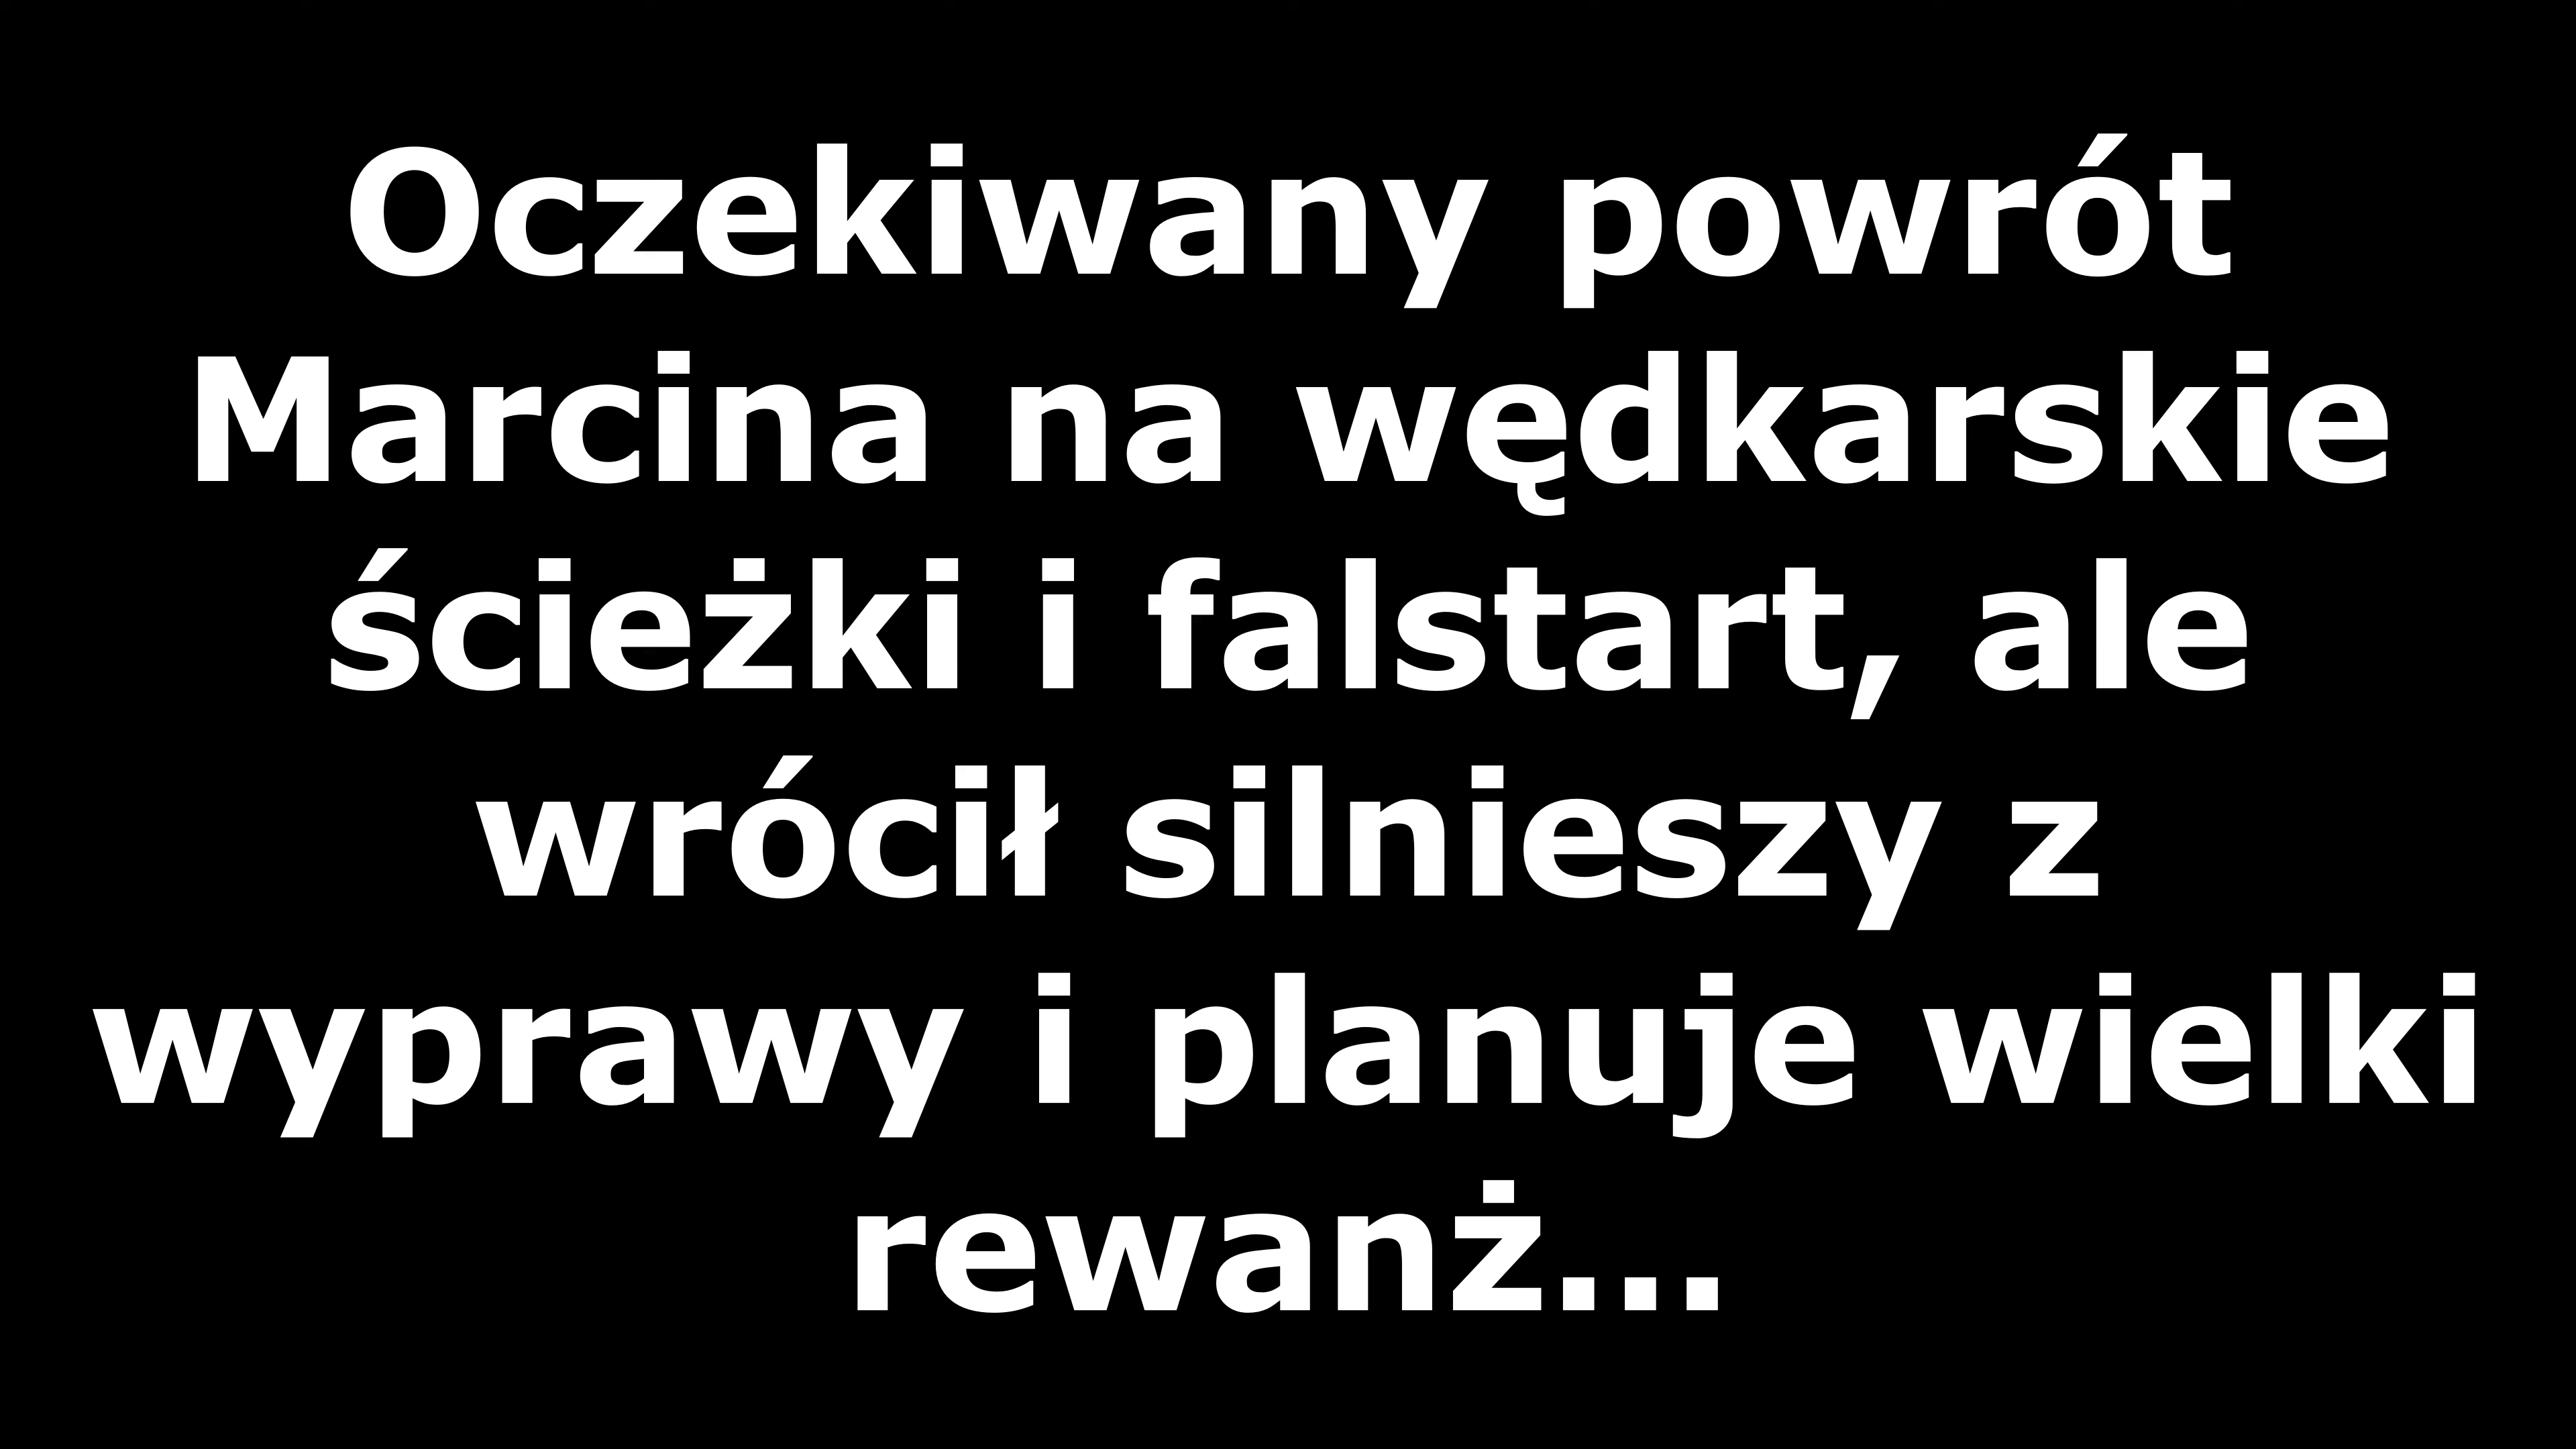 Oczekiwany powrót
Marcina na wędkarskie
ścieżki i falstart, ale
wrócił silnieszy z
wyprawy i planuje wielki
rewanż...